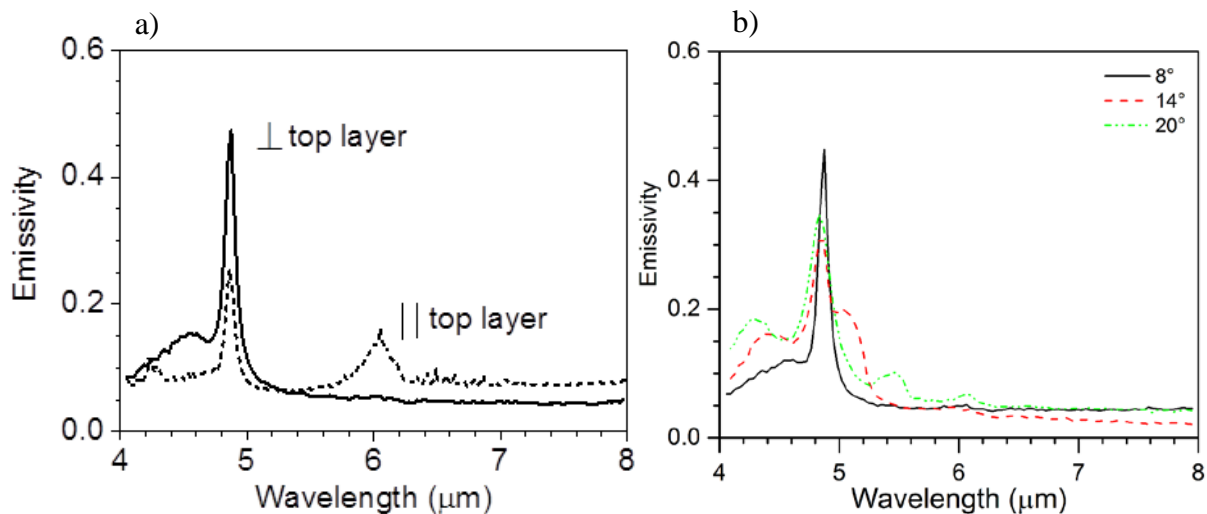 a)
0.6
0.4
0.2
0.0
Emissivity
⊥ top layer
|| top layer
4
5
6
7
8
Wavelength (μm)
b)
0.6
0.4
0.2
0.0
Emissivity
8°
14°
20°
4
5
6
7
8
Wavelength (μm)